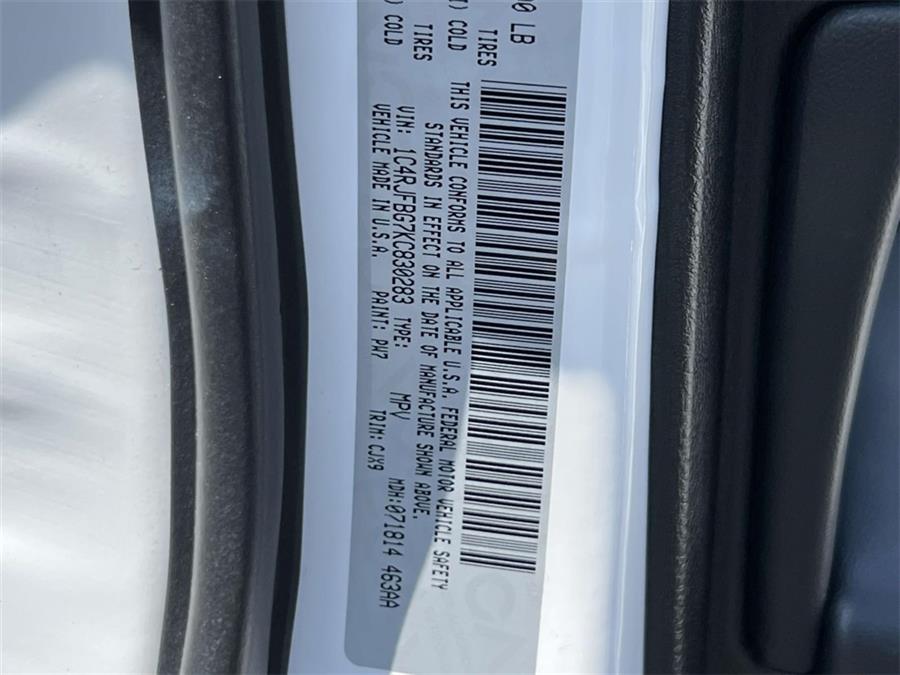 00 LB
) COLD TIRES
) COLD TIRES
THIS VEHICLE CONFORMS TO ALL APPLICABLE U.S.A. FEDERAL MOTOR VEHICLE SAFETY
STANDARDS IN EFFECT ON THE DATE OF MANUFACTURE SHOWN ABOVE.
VIN: 1C4RJFBG7KC830283 TYPE: MPV MDH:071814 463AA
VEHICLE MADE IN U.S.A. PAINT: PW7 TRIM: CJX9